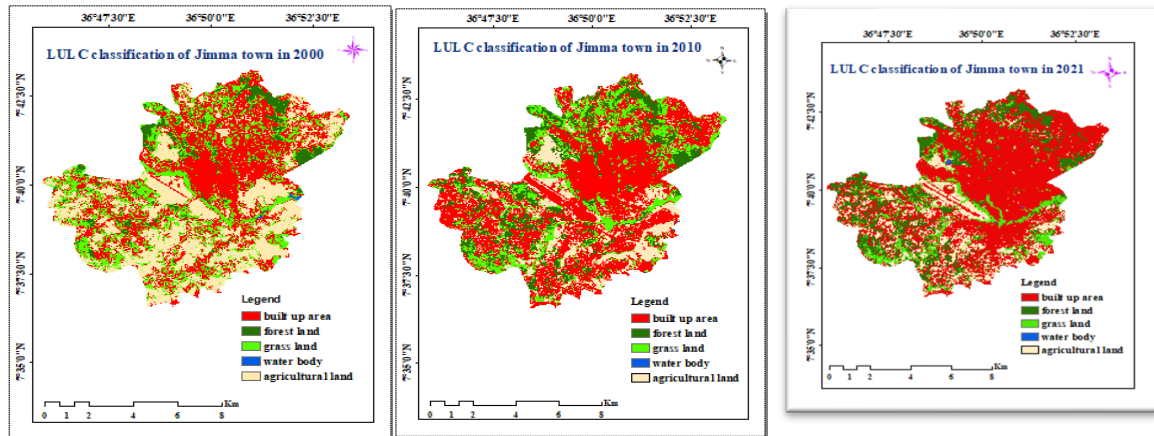 36°47'30"E 36°50'0"E 36°52'30"E
LUL C classification of Jimma town in 2000
7°42'30"N
7°40'0"N
7°37'30"N
7°35'0"N
Legend
built up area
forest land
grass land
water body
agricultural land
Km
0 1 2 4 6 8
36°47'30"E 36°50'0"E 36°52'30"E
LUL C classification of Jimma town in 2010
7°42'30"N
7°40'0"N
7°37'30"N
7°35'0"N
Legend
built up area
forest land
grass land
water body
agricultural land
Km
0 1 2 4 6 8
36°47'30"E 36°50'0"E 36°52'30"E
LUL C classification of Jimma town in 2021
7°42'30"N
7°40'0"N
7°37'30"N
7°35'0"N
Legend
built up area
forest land
grass land
water body
agricultural land
Km
0 1 2 4 6 8